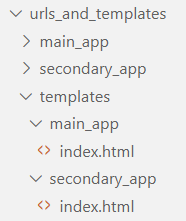 urls_and_templates
main_app
secondary_app
templates
main_app
index.html
secondary_app
index.html